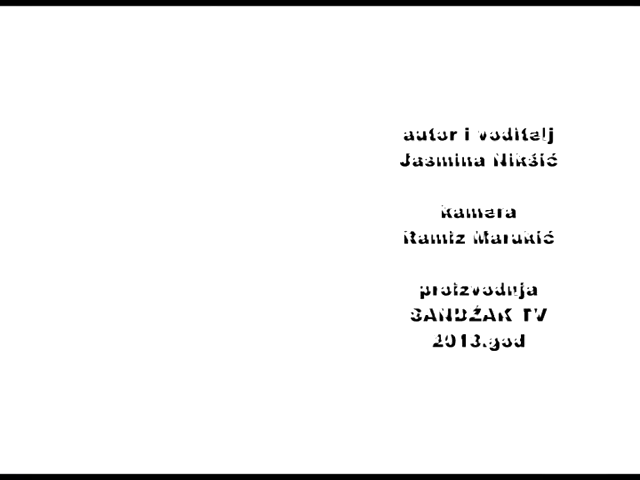 autor i voditelj
Jasmina Nikšić
kamera
Ramiz Marukić
proizvodnja
SANDŽAK TV
2013.god